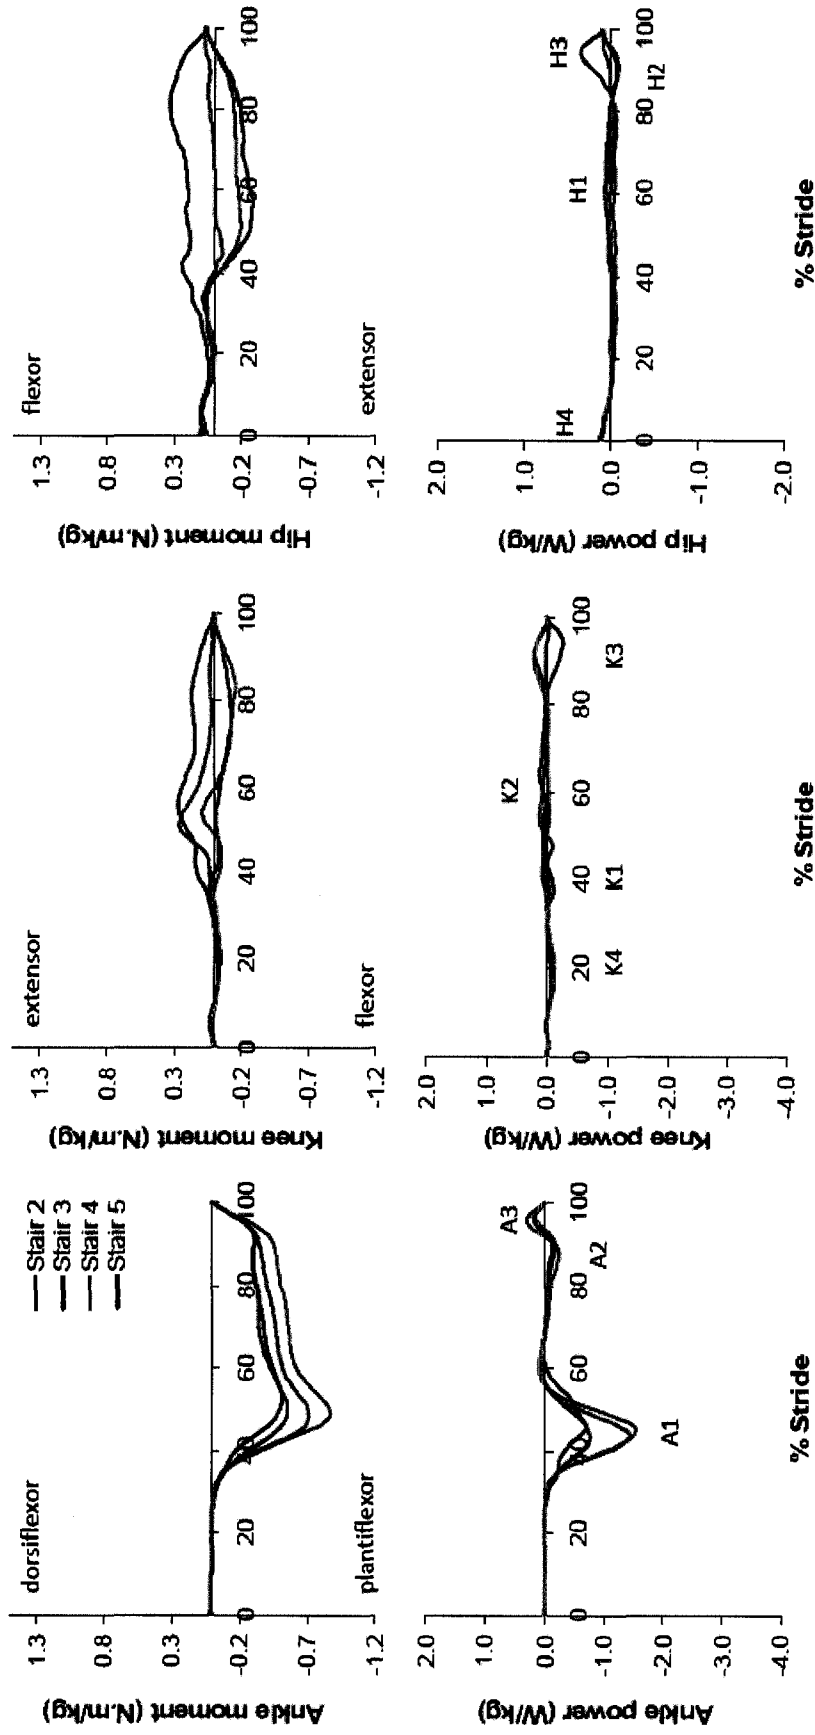 Ankle moment (N.m/kg)
1.3
0.8
0.3
-0.2
-0.7
-1.2
dorsiflexor
plantiflexor
Stair 2
Stair 3
Stair 4
Stair 5
0
20
60
80
100
Knee moment (N.m/kg)
1.3
0.8
0.3
-0.2
-0.7
-1.2
extensor
flexor
0
20
40
60
80
100
Hip moment (N.m/kg)
1.3
0.8
0.3
-0.2
-0.7
-1.2
flexor
extensor
0
20
40
60
80
100
Ankle power (W/kg)
2.0
1.0
0.0
-1.0
-2.0
-3.0
-4.0
A3
A2
A1
0
20
60
80
100
% Stride
Knee power (W/kg)
2.0
1.0
0.0
-1.0
-2.0
-3.0
-4.0
K2
K4
K1
K3
0
20
40
60
80
100
% Stride
Hip power (W/kg)
2.0
1.0
0.0
-1.0
-2.0
H4
H1
H3
H2
0
20
40
60
80
100
% Stride